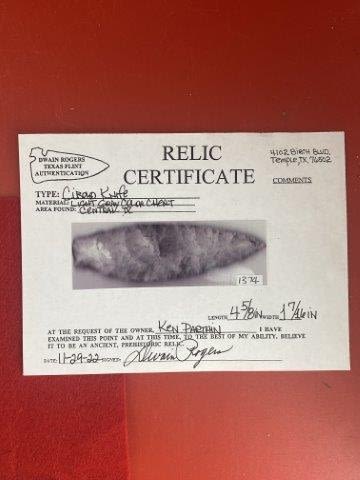 DWAIN ROGERS
TEXAS FLINT
AUTHENTICATION
RELIC
CERTIFICATE
4102 BIRCH BLVD.
TEMPLE, TX 76502
COMMENTS
TYPE: Knife
MATERIAL: LIGHT GRAY COLOR CHERT
AREA FOUND: CENTRAL TX
1374
LENGTH 4 5/8 in WIDTH 1 7/16 in
AT THE REQUEST OF THE OWNER, KEN PARTAIN I HAVE
EXAMINED THIS POINT AND AT THIS TIME, TO THE BEST OF MY ABILITY, BELIEVE
IT TO BE AN ANCIENT, PREHISTORIC RELIC.
DATE: 11-29-22 SIGNED: Dwain Rogers